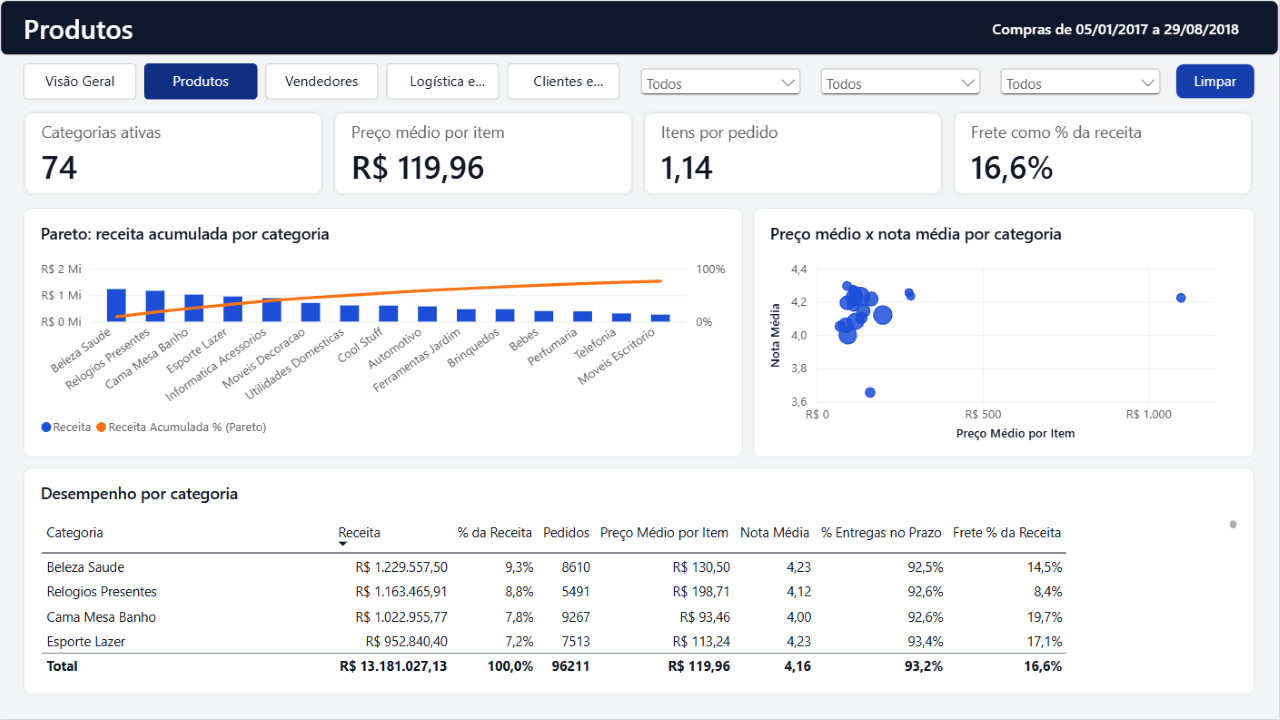 Produtos
Compras de 05/01/2017 a 29/08/2018
Visão Geral
Produtos
Vendedores
Logística e...
Clientes e...
Todos
Todos
Todos
Limpar
Categorias ativas
74
Preço médio por item
R$ 119,96
Itens por pedido
1,14
Frete como % da receita
16,6%
Pareto: receita acumulada por categoria
R$ 2 Mi
R$ 1 Mi
R$ 0 Mi
100%
0%
Beleza Saude
Relogios Presentes
Cama Mesa Banho
Esporte Lazer
Informatica Acessorios
Moveis Decoracao
Utilidades Domesticas
Cool Stuff
Automotivo
Ferramentas Jardim
Brinquedos
Bebes
Perfumaria
Telefonia
Moveis Escritorio
Receita
Receita Acumulada % (Pareto)
Preço médio x nota média por categoria
Nota Média
4,4
4,2
4,0
3,8
3,6
R$ 0
R$ 500
R$ 1.000
Preço Médio por Item
Desempenho por categoria
Categoria Receita % da Receita Pedidos Preço Médio por Item Nota Média % Entregas no Prazo Frete % da Receita
Beleza Saude R$ 1.229.557,50 9,3% 8610 R$ 130,50 4,23 92,5% 14,5%
Relogios Presentes R$ 1.163.465,91 8,8% 5491 R$ 198,71 4,12 92,6% 8,4%
Cama Mesa Banho R$ 1.022.955,77 7,8% 9267 R$ 93,46 4,00 92,6% 19,7%
Esporte Lazer R$ 952.840,40 7,2% 7513 R$ 113,24 4,23 93,4% 17,1%
Total R$ 13.181.027,13 100,0% 96211 R$ 119,96 4,16 93,2% 16,6%